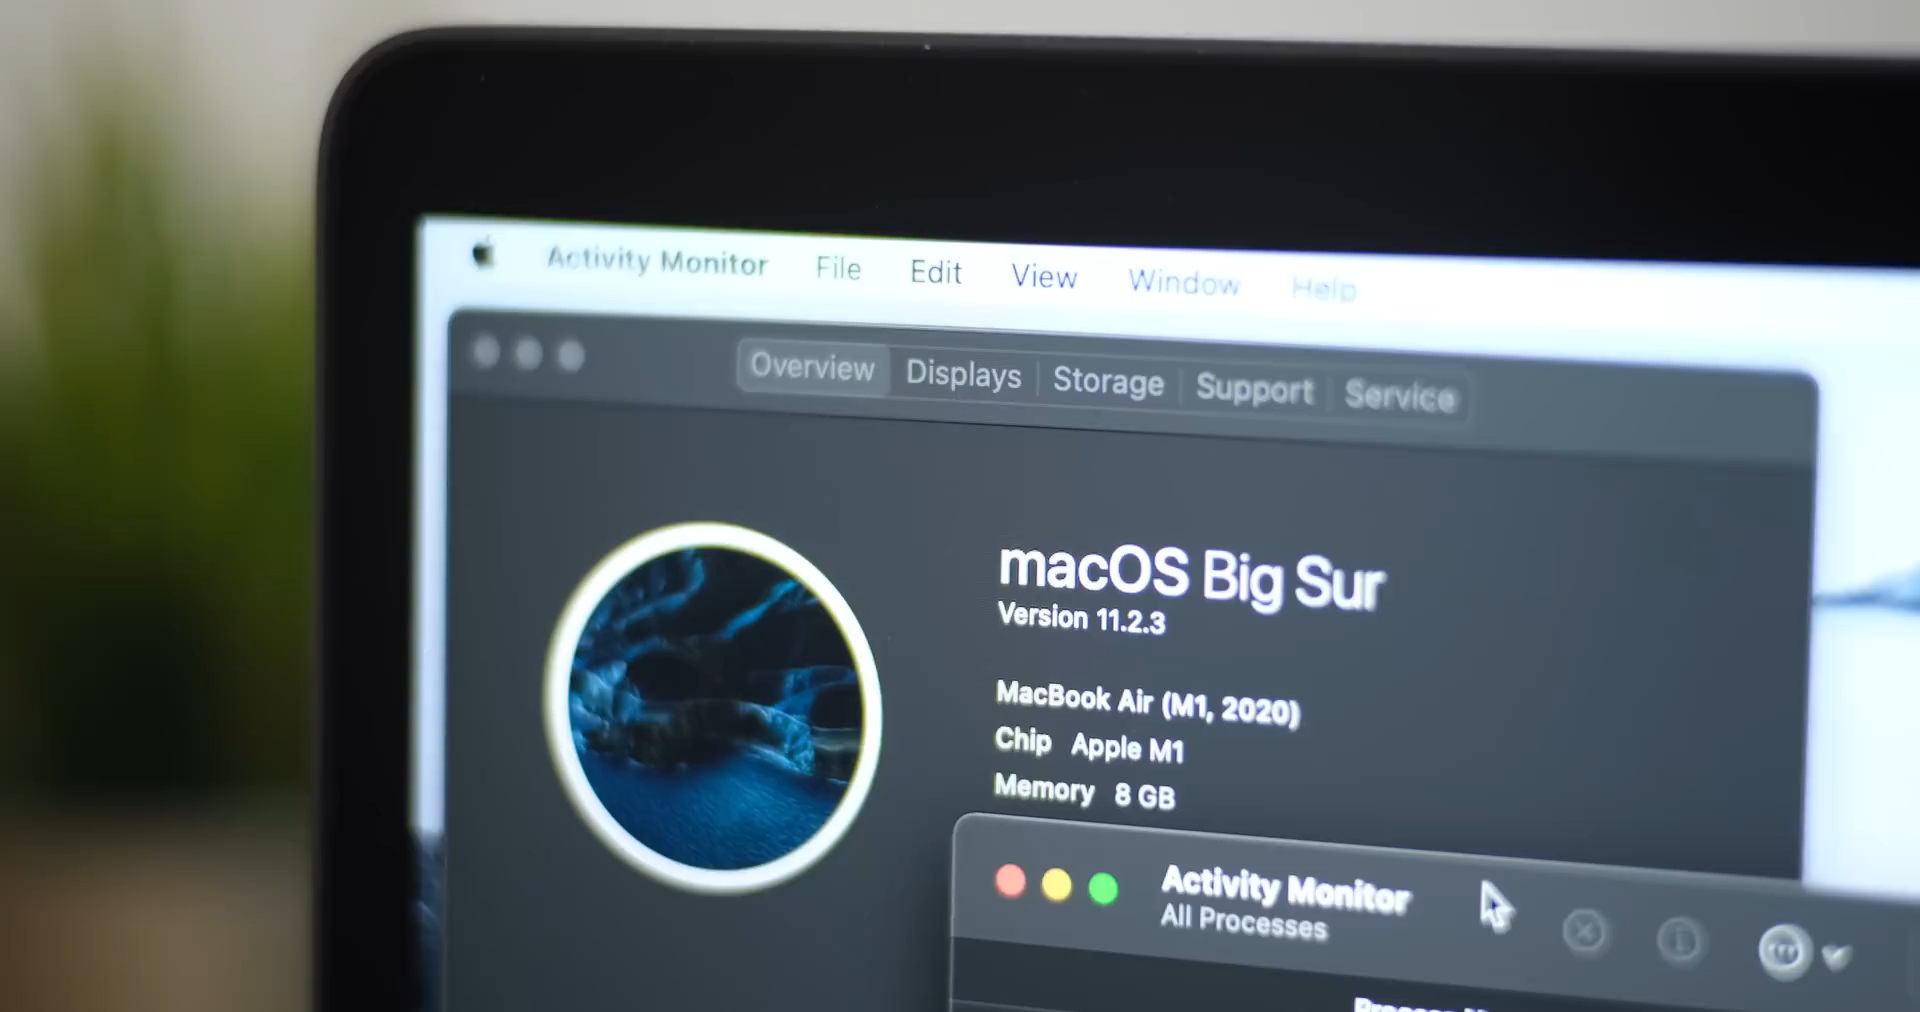 Activity Monitor File Edit View Window Help
Overview Displays Storage Support Service
macOS Big Sur
Version 11.2.3
MacBook Air (M1, 2020)
Chip Apple M1
Memory 8 GB
Activity Monitor
All Processes